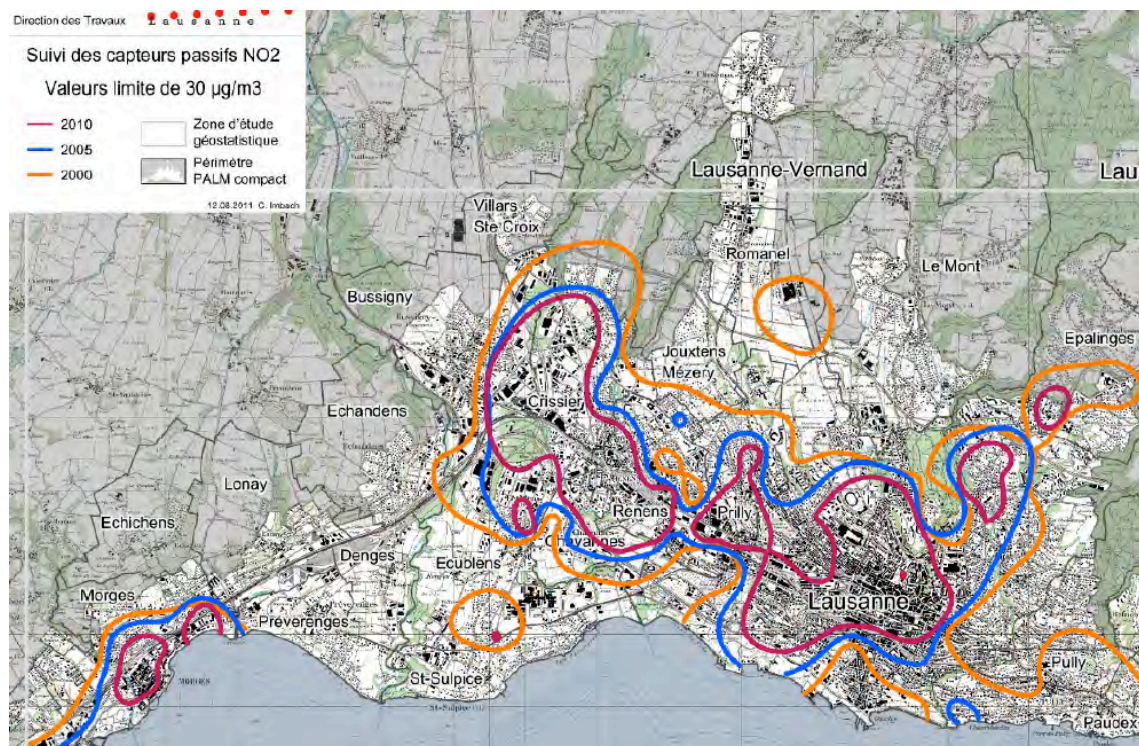 Direction des Travaux
Lausanne
Suivi des capteurs passifs NO2
Valeurs limite de 30 µg/m3
2010
2005
2000
Zone d'étude
géostatistique
Périmètre
PALM compact
12.08.2011 C. Imbach
Lausanne-Vernand
Lau
Villars
Ste Croix
Romanel
Le Mont
Bussigny
Epalinges
Jouxtens
Mézery
Crissier
Echandens
Lonay
Echichens
Renens
Prilly
Chavannes
Denges
Ecublens
Morges
Lausanne
Préverenges
Pully
St-Sulpice
MORGES
Paudex